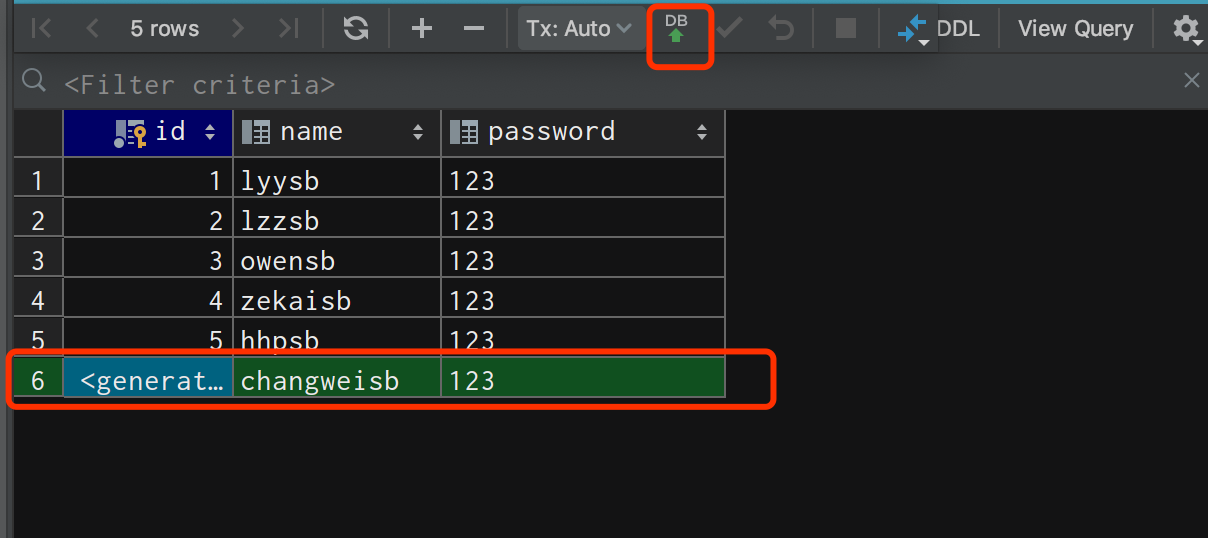 5 rows Tx: Auto DB DDL View Query
<Filter criteria>
id name password
1 1 lyysb 123
2 2 lzzsb 123
3 3 owensb 123
4 4 zekaisb 123
5 5 hhpsb 123
6 <generat… changweisb 123